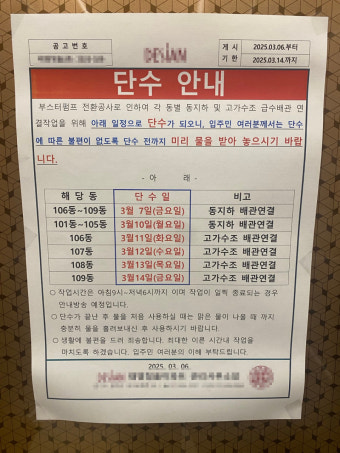 공고번호
DESIAN
게 시 2025.03.06.부터
기 한 2025.03.14.까지
단수 안내
부스터펌프 전환공사로 인하여 각 동별 동지하 및 고가수조 급수배관 연
결작업을 위해 아래 일정으로 단수가 되오니, 입주민 여러분께서는 단수
에 따른 불편이 없도록 단수 전까지 미리 물을 받아 놓으시기 바랍
니다.
- 아 래 -
해 당 동 단 수 일 비고
106동~109동 3월 7일(금요일) 동지하 배관연결
101동~105동 3월10일(월요일) 동지하 배관연결
106동 3월11일(화요일) 고가수조 배관연결
107동 3월12일(수요일) 고가수조 배관연결
108동 3월13일(목요일) 고가수조 배관연결
109동 3월14일(금요일) 고가수조 배관연결
○ 작업시간은 아침9시~저녁6시까지 이며 작업이 일찍 종료되는 경우
안내방송 예정입니다.
○ 단수가 끝난 후 물을 처음 사용하실 때는 맑은 물이 나올 때 까지
충분히 물을 흘려보내신 후 사용하시기 바랍니다.
○ 생활에 불편을 드려 죄송합니다. 최대한 이른 시간내 작업을
마치도록 하겠습니다. 입주민 여러분의 이해 부탁드립니다.
2025. 03. 06.